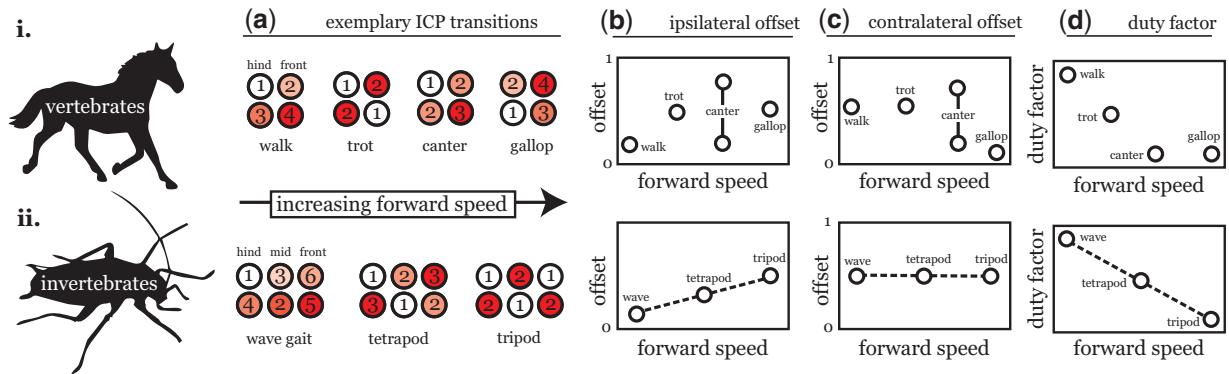 i.
vertebrates
(a) exemplary ICP transitions
hind front
1 2 1 2 1 2 2 4
3 4 2 1 2 3 1 3
walk trot canter gallop
increasing forward speed
(b) ipsilateral offset
1
offset
0
walk
trot
canter
gallop
forward speed
(c) contralateral offset
1
offset
0
walk
trot
canter
gallop
forward speed
(d) duty factor
duty factor
walk
trot
canter
gallop
forward speed
ii.
invertebrates
hind mid front
1 3 6 1 2 3 1 2 1
4 2 5 3 1 2 2 1 2
wave gait tetrapod tripod
1
offset
0
wave
tetrapod
tripod
forward speed
1
offset
0
wave
tetrapod
tripod
forward speed
duty factor
wave
tetrapod
tripod
forward speed